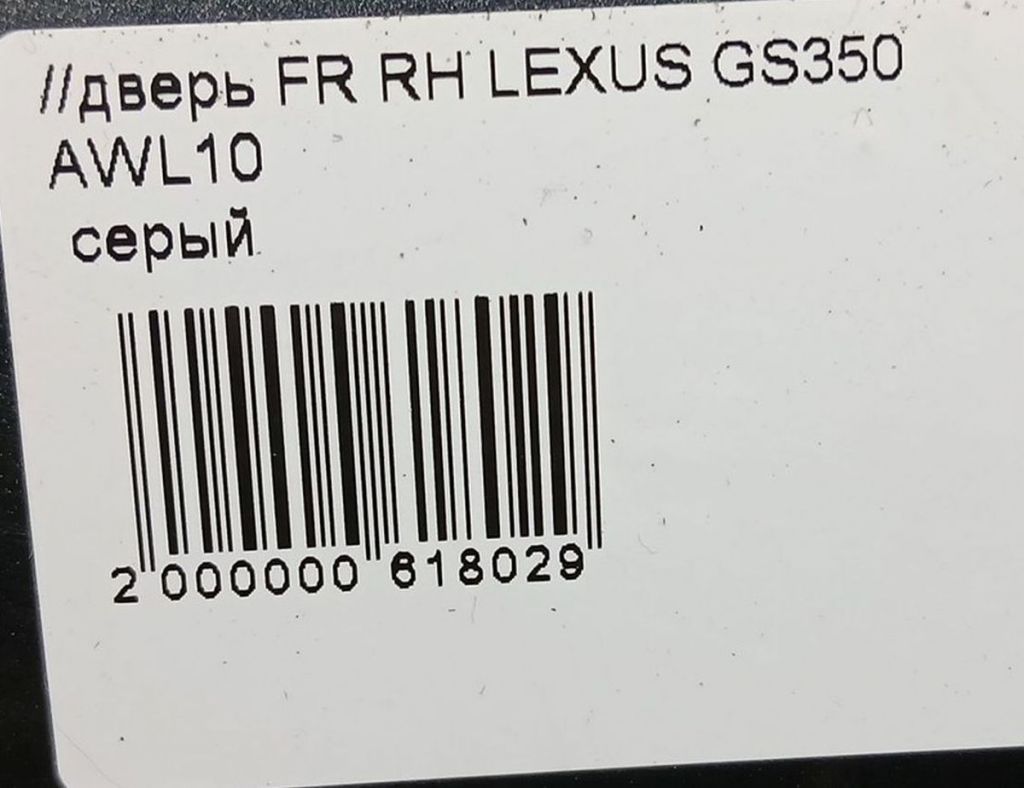 //дверь FR RH LEXUS GS350
AWL10
серый
2 000000 618029